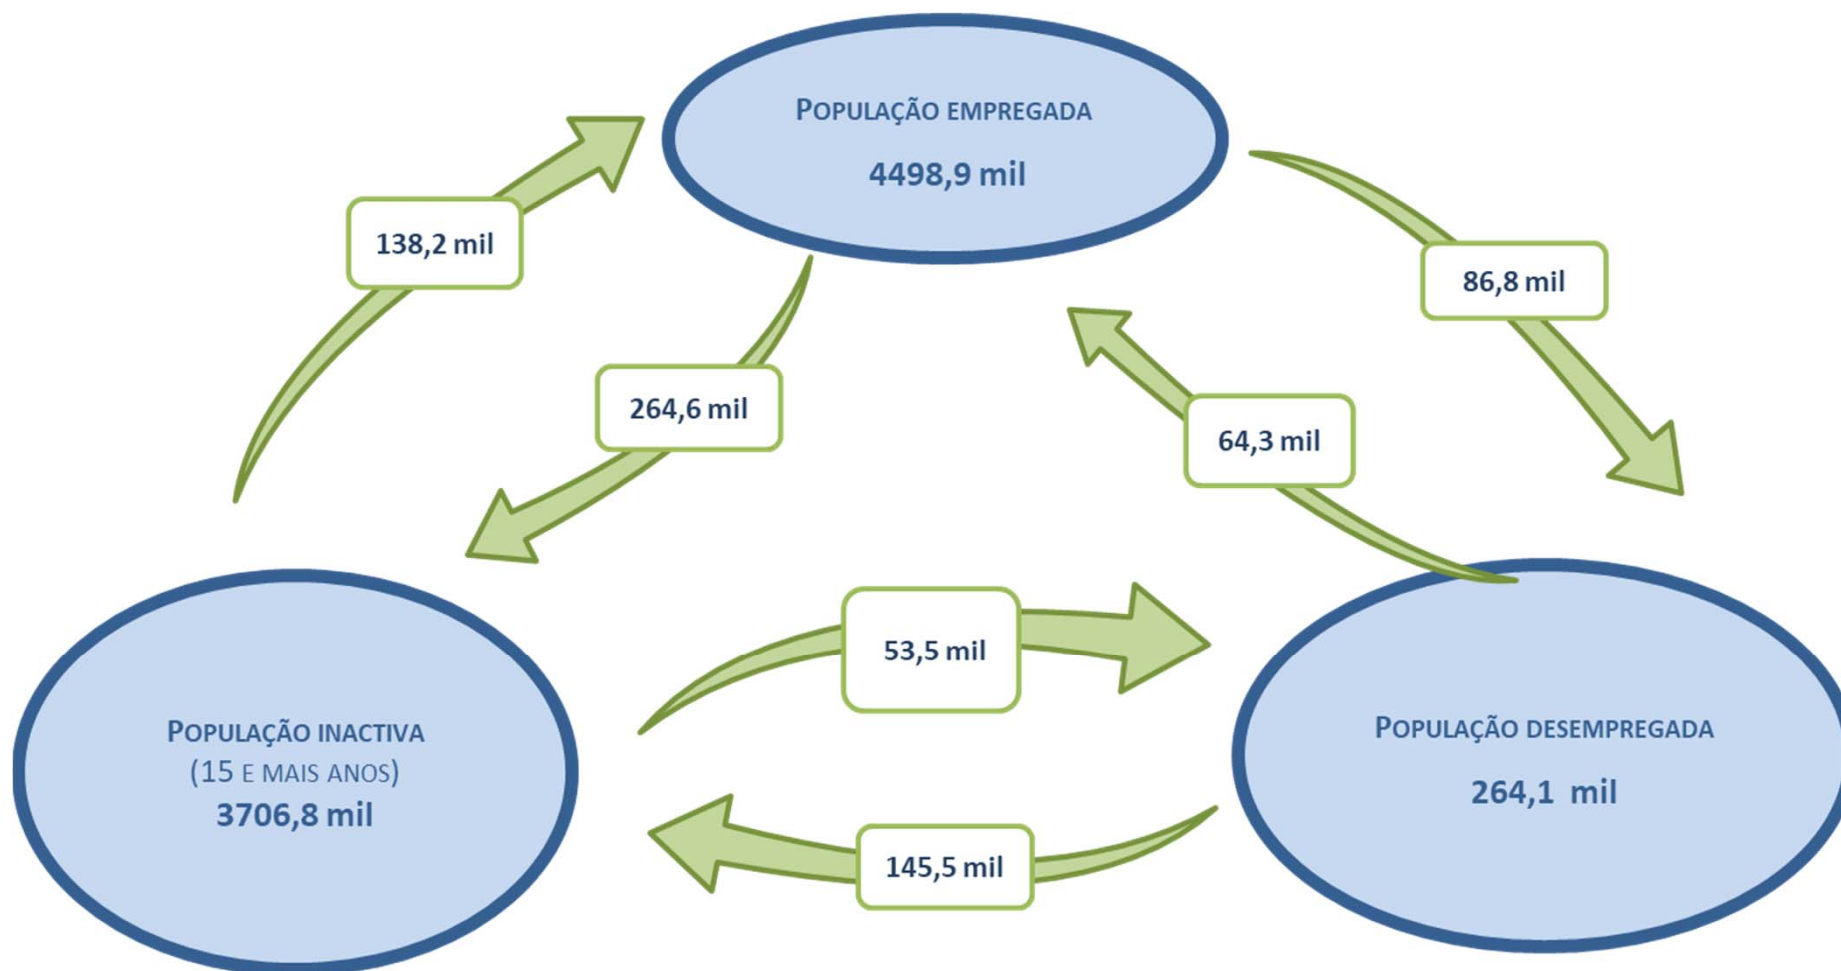 POPULAÇÃO EMPREGADA
4498,9 mil
138,2 mil
86,8 mil
264,6 mil
64,3 mil
53,5 mil
POPULAÇÃO INACTIVA
(15 E MAIS ANOS)
3706,8 mil
POPULAÇÃO DESEMPREGADA
264,1 mil
145,5 mil